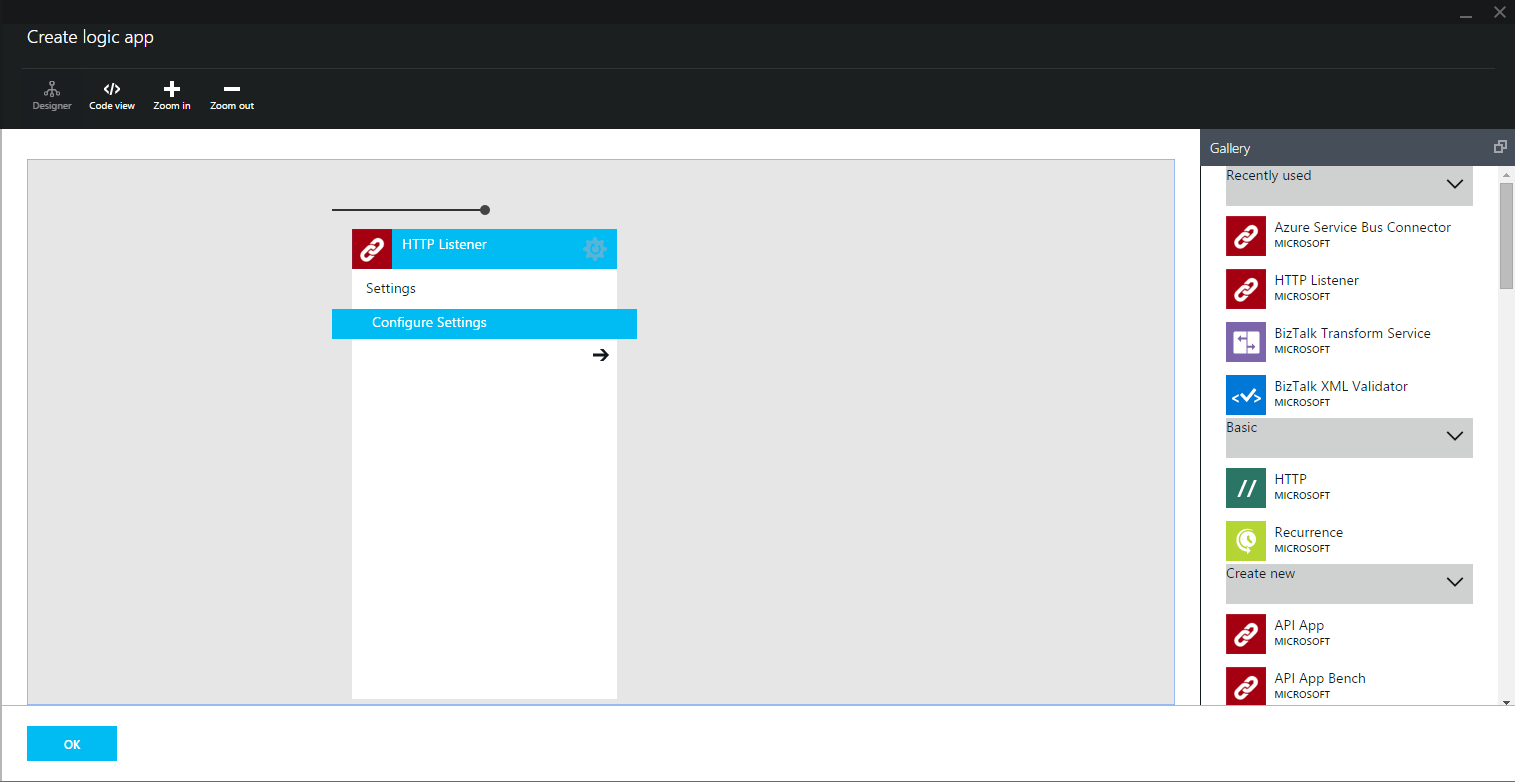 Create logic app
Designer
Code view
Zoom in
Zoom out
HTTP Listener
Settings
Configure Settings
Gallery
Recently used
Azure Service Bus Connector
MICROSOFT
HTTP Listener
MICROSOFT
BizTalk Transform Service
MICROSOFT
BizTalk XML Validator
MICROSOFT
Basic
HTTP
MICROSOFT
Recurrence
MICROSOFT
Create new
API App
MICROSOFT
API App Bench
MICROSOFT
OK